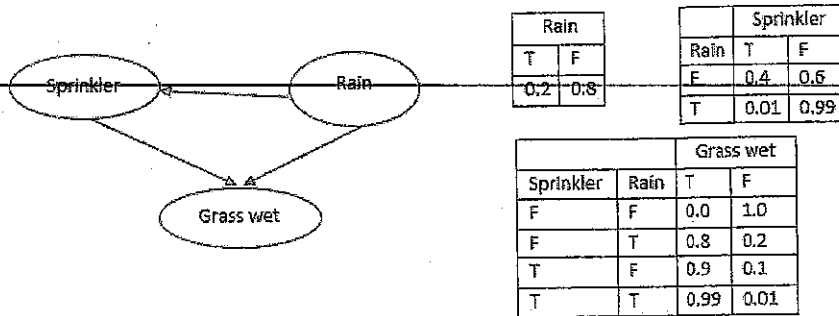 Rain
T F
0.2 0.8
Sprinkler
Rain T F
F 0.4 0.6
T 0.01 0.99
Sprinkler
Rain
Grass wet
Grass wet
Sprinkler Rain T F
F F 0.0 1.0
F T 0.8 0.2
T F 0.9 0.1
T T 0.99 0.01